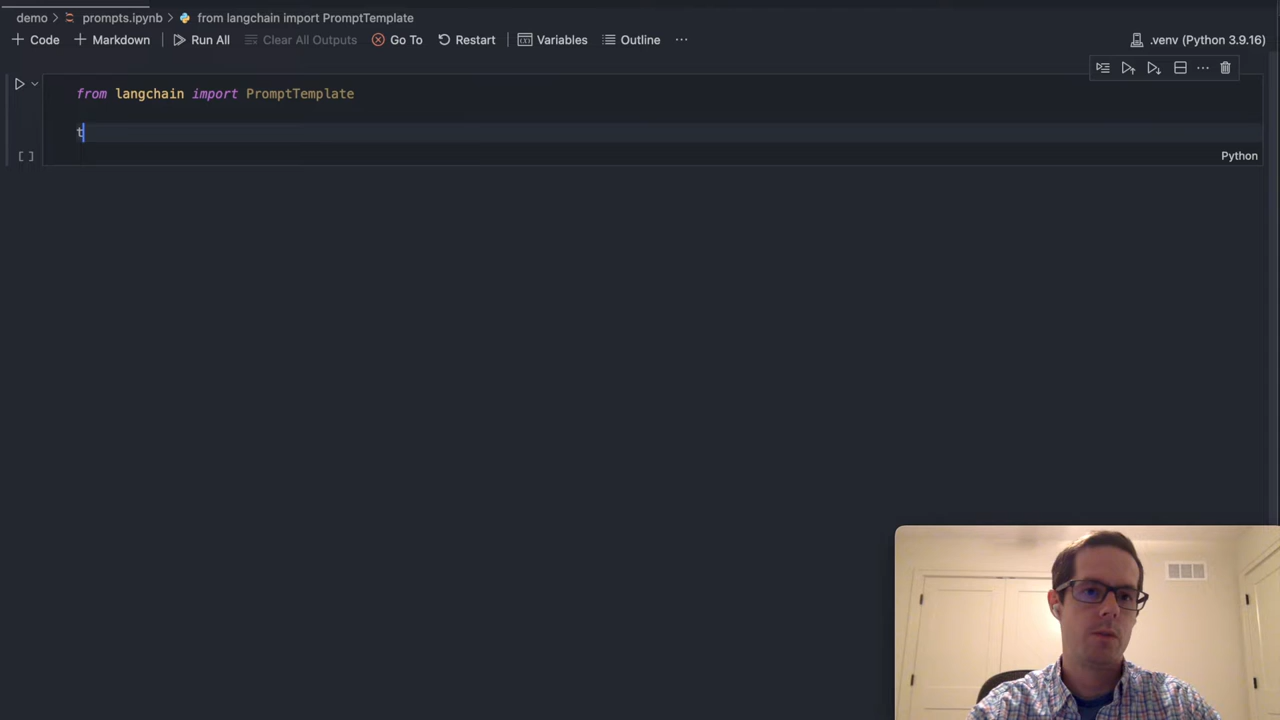 demo > prompts.ipynb > from langchain import PromptTemplate
+ Code + Markdown Run All Clear All Outputs Go To Restart Variables Outline ... .venv (Python 3.9.16)
from langchain import PromptTemplate
t
[ ] Python